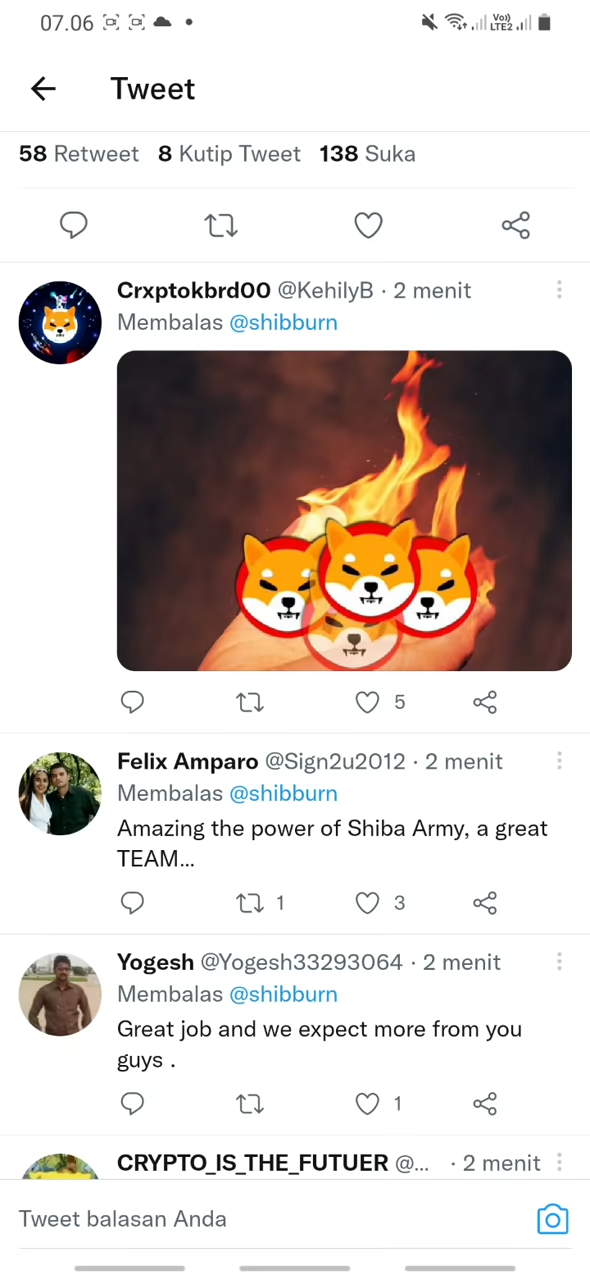 07.06
Vo))
LTE2
Tweet
58 Retweet 8 Kutip Tweet 138 Suka
Crxptokbrd00 @KehilyB · 2 menit
Membalas @shibburn
5
Felix Amparo @Sign2u2012 · 2 menit
Membalas @shibburn
Amazing the power of Shiba Army, a great
TEAM...
1 3
Yogesh @Yogesh33293064 · 2 menit
Membalas @shibburn
Great job and we expect more from you
guys .
1
CRYPTO_IS_THE_FUTUER @... · 2 menit
Tweet balasan Anda